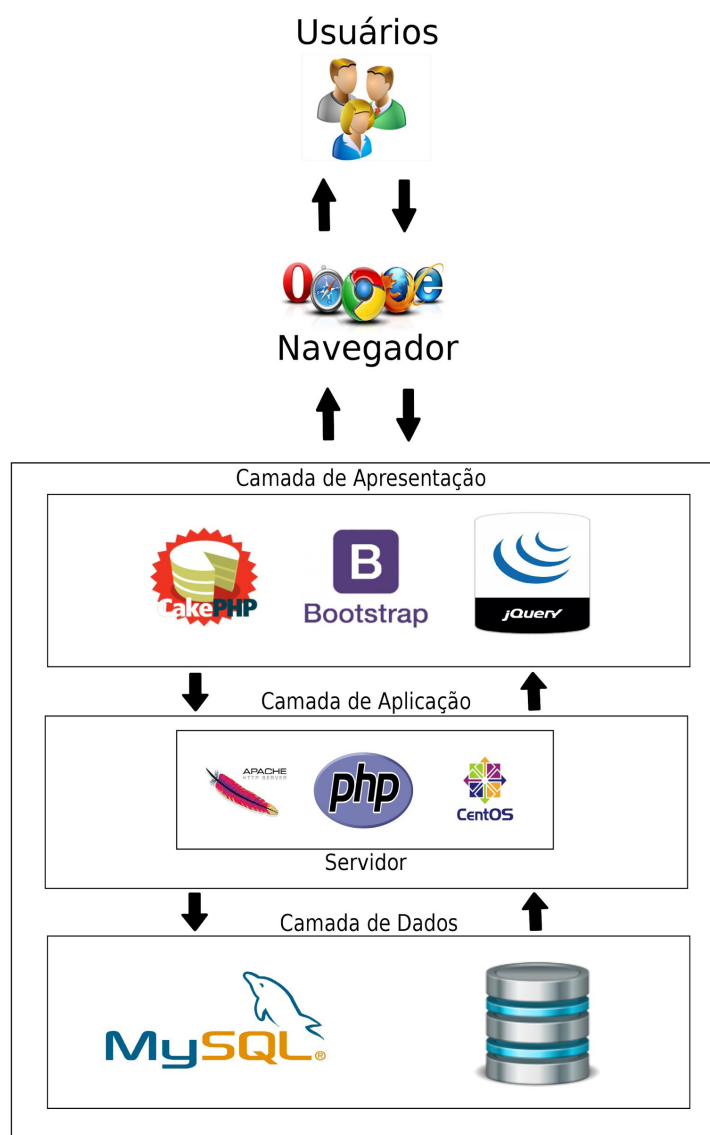 Usuários
Navegador
Camada de Apresentação
CakePHP
B
Bootstrap
jQuery
Camada de Aplicação
APACHE
HTTP SERVER
php
CentOS
Servidor
Camada de Dados
MySQL®